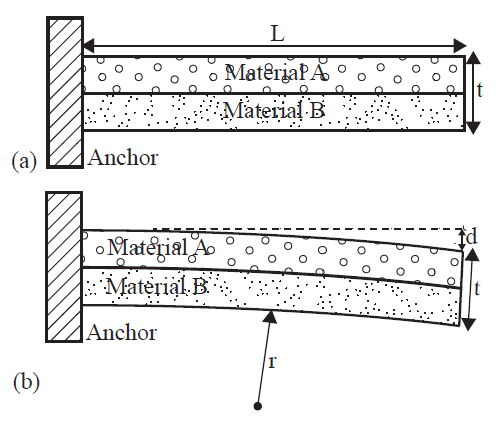 L
Material A
t
Material B
(a)
Anchor
d
Material A
Material B
t
Anchor
r
(b)